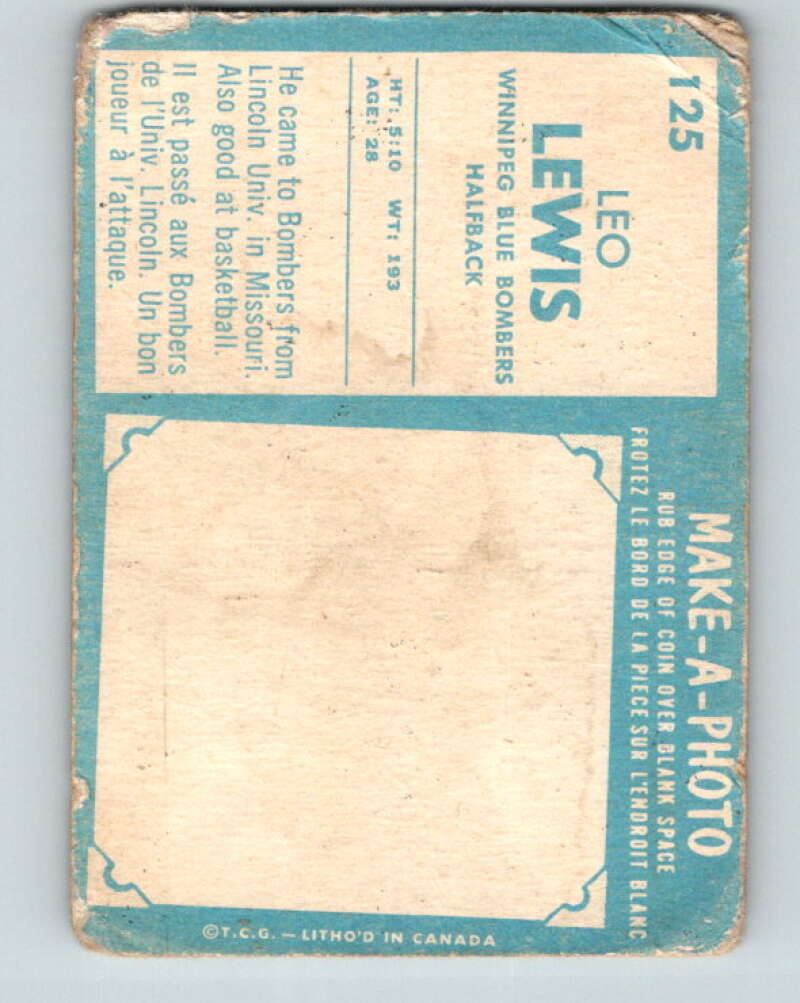 125
LEO
LEWIS
WINNIPEG BLUE BOMBERS
HALFBACK
HT: 5:10 WT: 193
AGE: 28
He came to Bombers from
Lincoln Univ. in Missouri.
Also good at basketball.
Il est passé aux Bombers
de l'Univ. Lincoln. Un bon
joueur à l'attaque.
MAKE-A-PHOTO
RUB EDGE OF COIN OVER BLANK SPACE
FROTEZ LE BORD DE LA PIECE SUR L'ENDROIT BLANC
©T.C.G. — LITHO'D IN CANADA